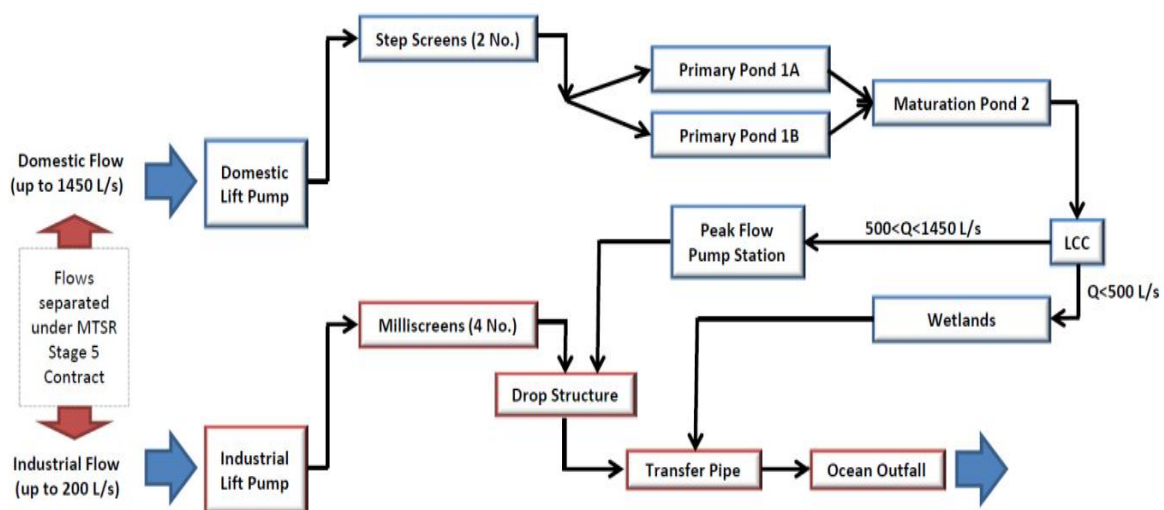 Step Screens (2 No.)
Primary Pond 1A
Maturation Pond 2
Primary Pond 1B
Domestic Flow
(up to 1450 L/s)
Domestic
Lift Pump
Peak Flow
Pump Station
500<Q<1450 L/s
LCC
Q<500 L/s
Flows
separated
under MTSR
Stage 5
Contract
Milliscreens (4 No.)
Wetlands
Drop Structure
Industrial Flow
(up to 200 L/s)
Industrial
Lift Pump
Transfer Pipe
Ocean Outfall